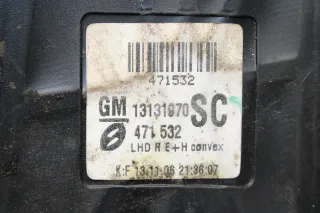 471532
GM 13131970 SC
471 532
LHD R E+H convex
K:F 13.11.06 21:36:07